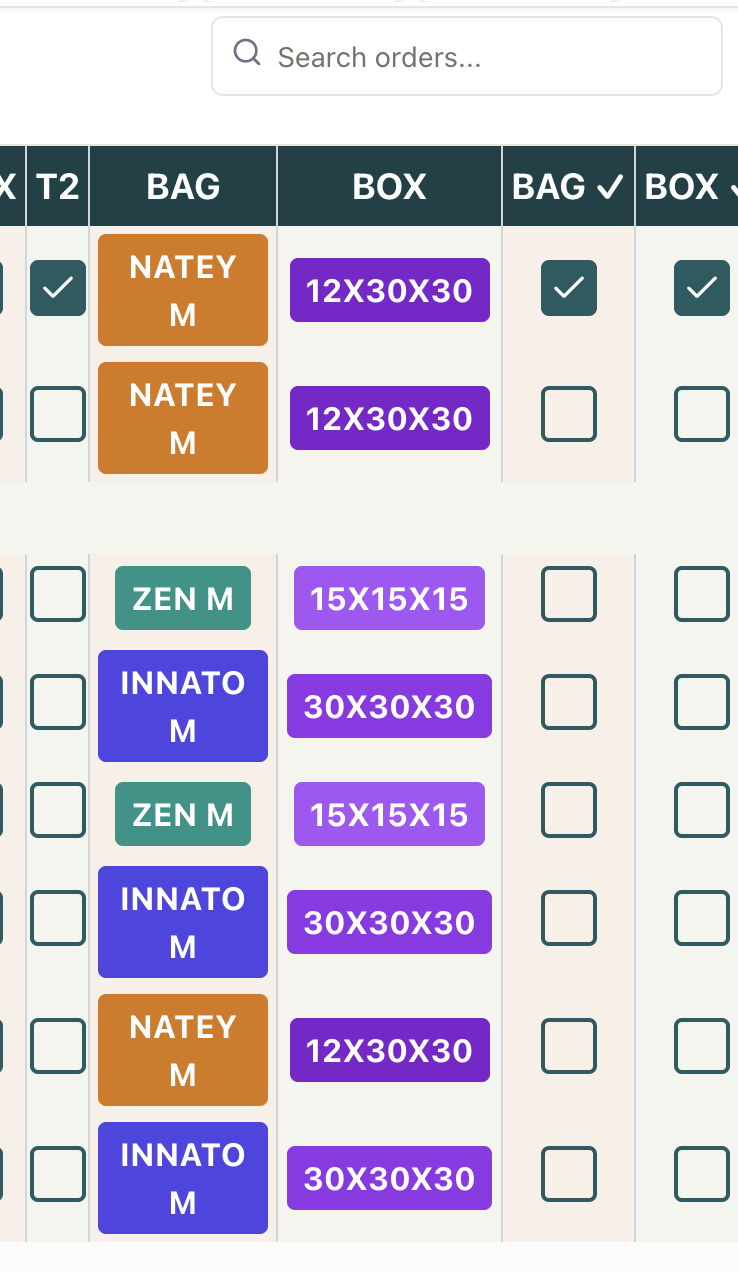 Search orders...
X T2 BAG BOX BAG ✓ BOX ✓
NATEY
M
12X30X30
NATEY
M
12X30X30
ZEN M 15X15X15
INNATO
M
30X30X30
ZEN M 15X15X15
INNATO
M
30X30X30
NATEY
M
12X30X30
INNATO
M
30X30X30